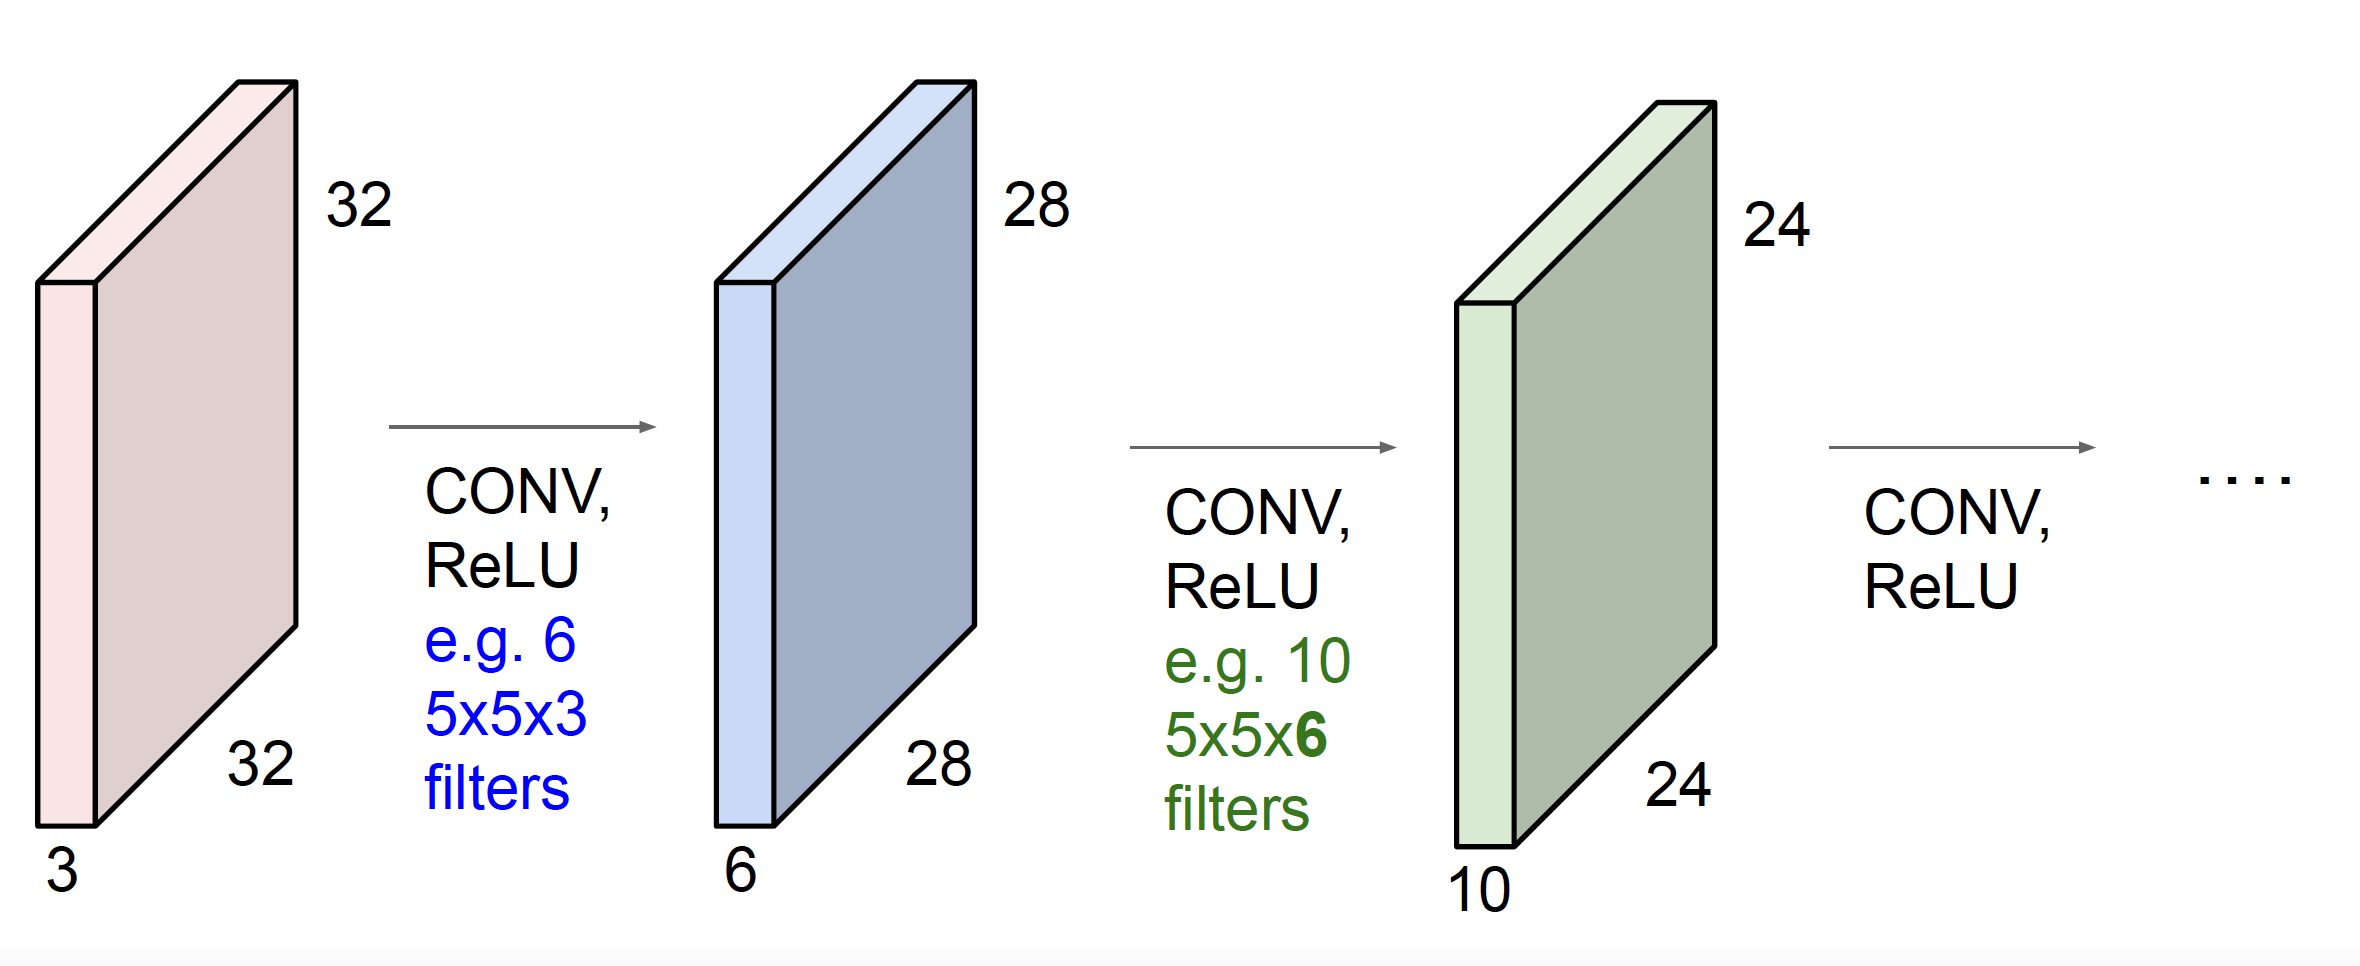 32
32
3
CONV,
ReLU
e.g. 6
5x5x3
filters
28
28
6
CONV,
ReLU
e.g. 10
5x5x6
filters
24
24
10
CONV,
ReLU
....